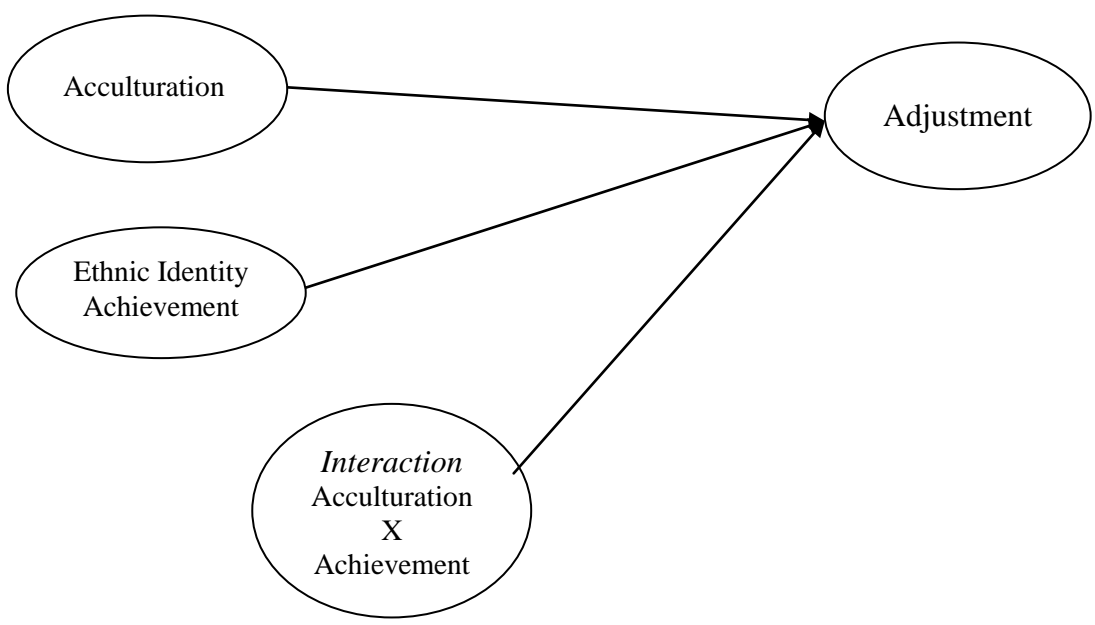 Acculturation
Adjustment
Ethnic Identity
Achievement
Interaction
Acculturation
X
Achievement